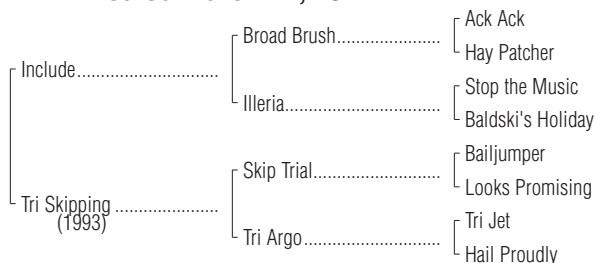 Ack Ack
Broad Brush
Hay Patcher
Include
Stop the Music
Illeria
Baldski's Holiday
Bailjumper
Skip Trial
Looks Promising
Tri Skipping
(1993)
Tri Jet
Tri Argo
Hail Proudly